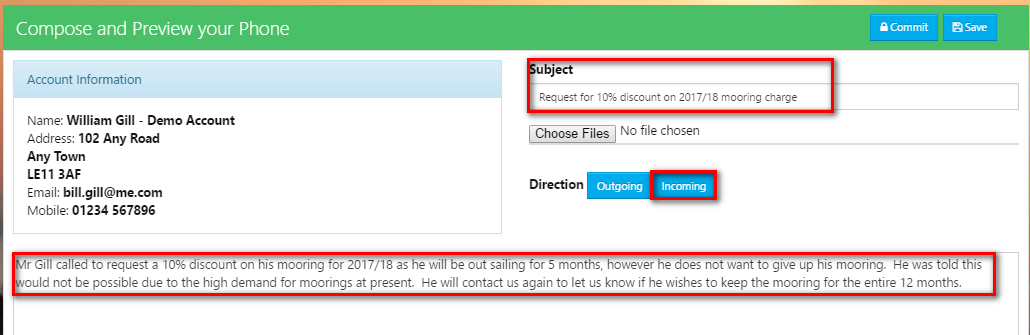 Compose and Preview your Phone
Commit
Save
Account Information
Name: William Gill - Demo Account
Address: 102 Any Road
Any Town
LE11 3AF
Email: bill.gill@me.com
Mobile: 01234 567896
Subject
Request for 10% discount on 2017/18 mooring charge
Choose Files No file chosen
Direction Outgoing Incoming
Mr Gill called to request a 10% discount on his mooring for 2017/18 as he will be out sailing for 5 months, however he does not want to give up his mooring. He was told this
would not be possible due to the high demand for moorings at present. He will contact us again to let us know if he wishes to keep the mooring for the entire 12 months.